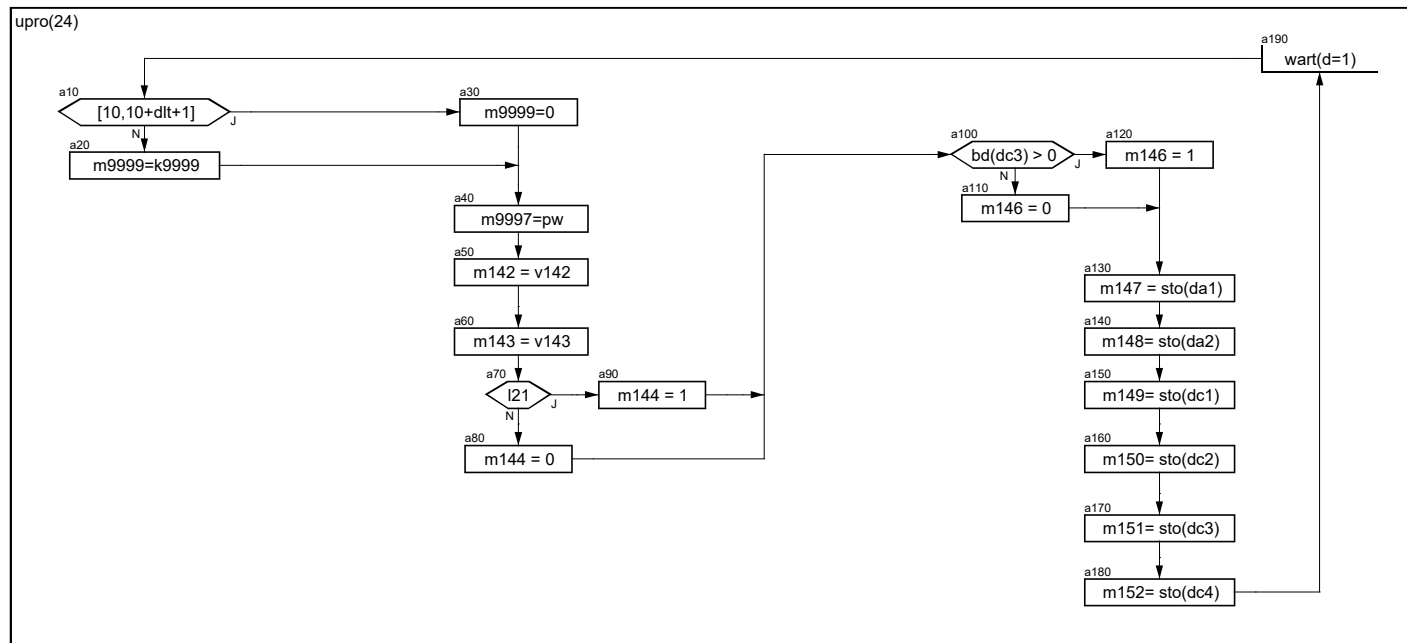 upro(24)
a190
wart(d=1)
a10
[10,10+dlt+1]
J
N
a20
m9999=k9999
a30
m9999=0
a40
m9997=pw
a50
m142 = v142
a60
m143 = v143
a70
l21
J
N
a90
m144 = 1
a80
m144 = 0
a100
bd(dc3) > 0
J
N
a120
m146 = 1
a110
m146 = 0
a130
m147 = sto(da1)
a140
m148= sto(da2)
a150
m149= sto(dc1)
a160
m150= sto(dc2)
a170
m151= sto(dc3)
a180
m152= sto(dc4)